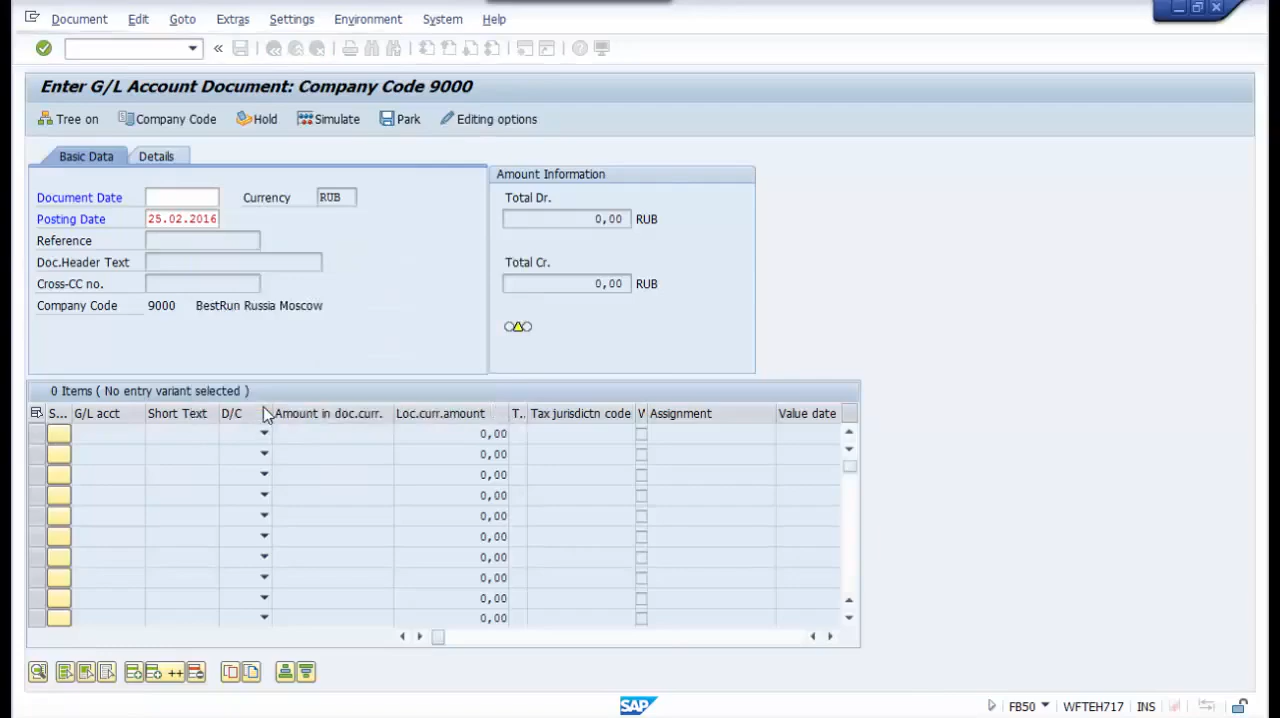 Document Edit Goto Extras Settings Environment System Help
Enter G/L Account Document: Company Code 9000
Tree on Company Code Hold Simulate Park Editing options
Basic Data Details
Amount Information
Document Date Currency RUB
Total Dr.
Posting Date 25.02.2016
0,00 RUB
Reference
Doc.Header Text
Total Cr.
Cross-CC no.
0,00 RUB
Company Code 9000 BestRun Russia Moscow
0 Items ( No entry variant selected )
S... G/L acct Short Text D/C Amount in doc.curr. Loc.curr.amount T.. Tax jurisdictn code V Assignment Value date
0,00
0,00
0,00
0,00
0,00
0,00
0,00
0,00
0,00
0,00
SAP FB50 WFTEH717 INS